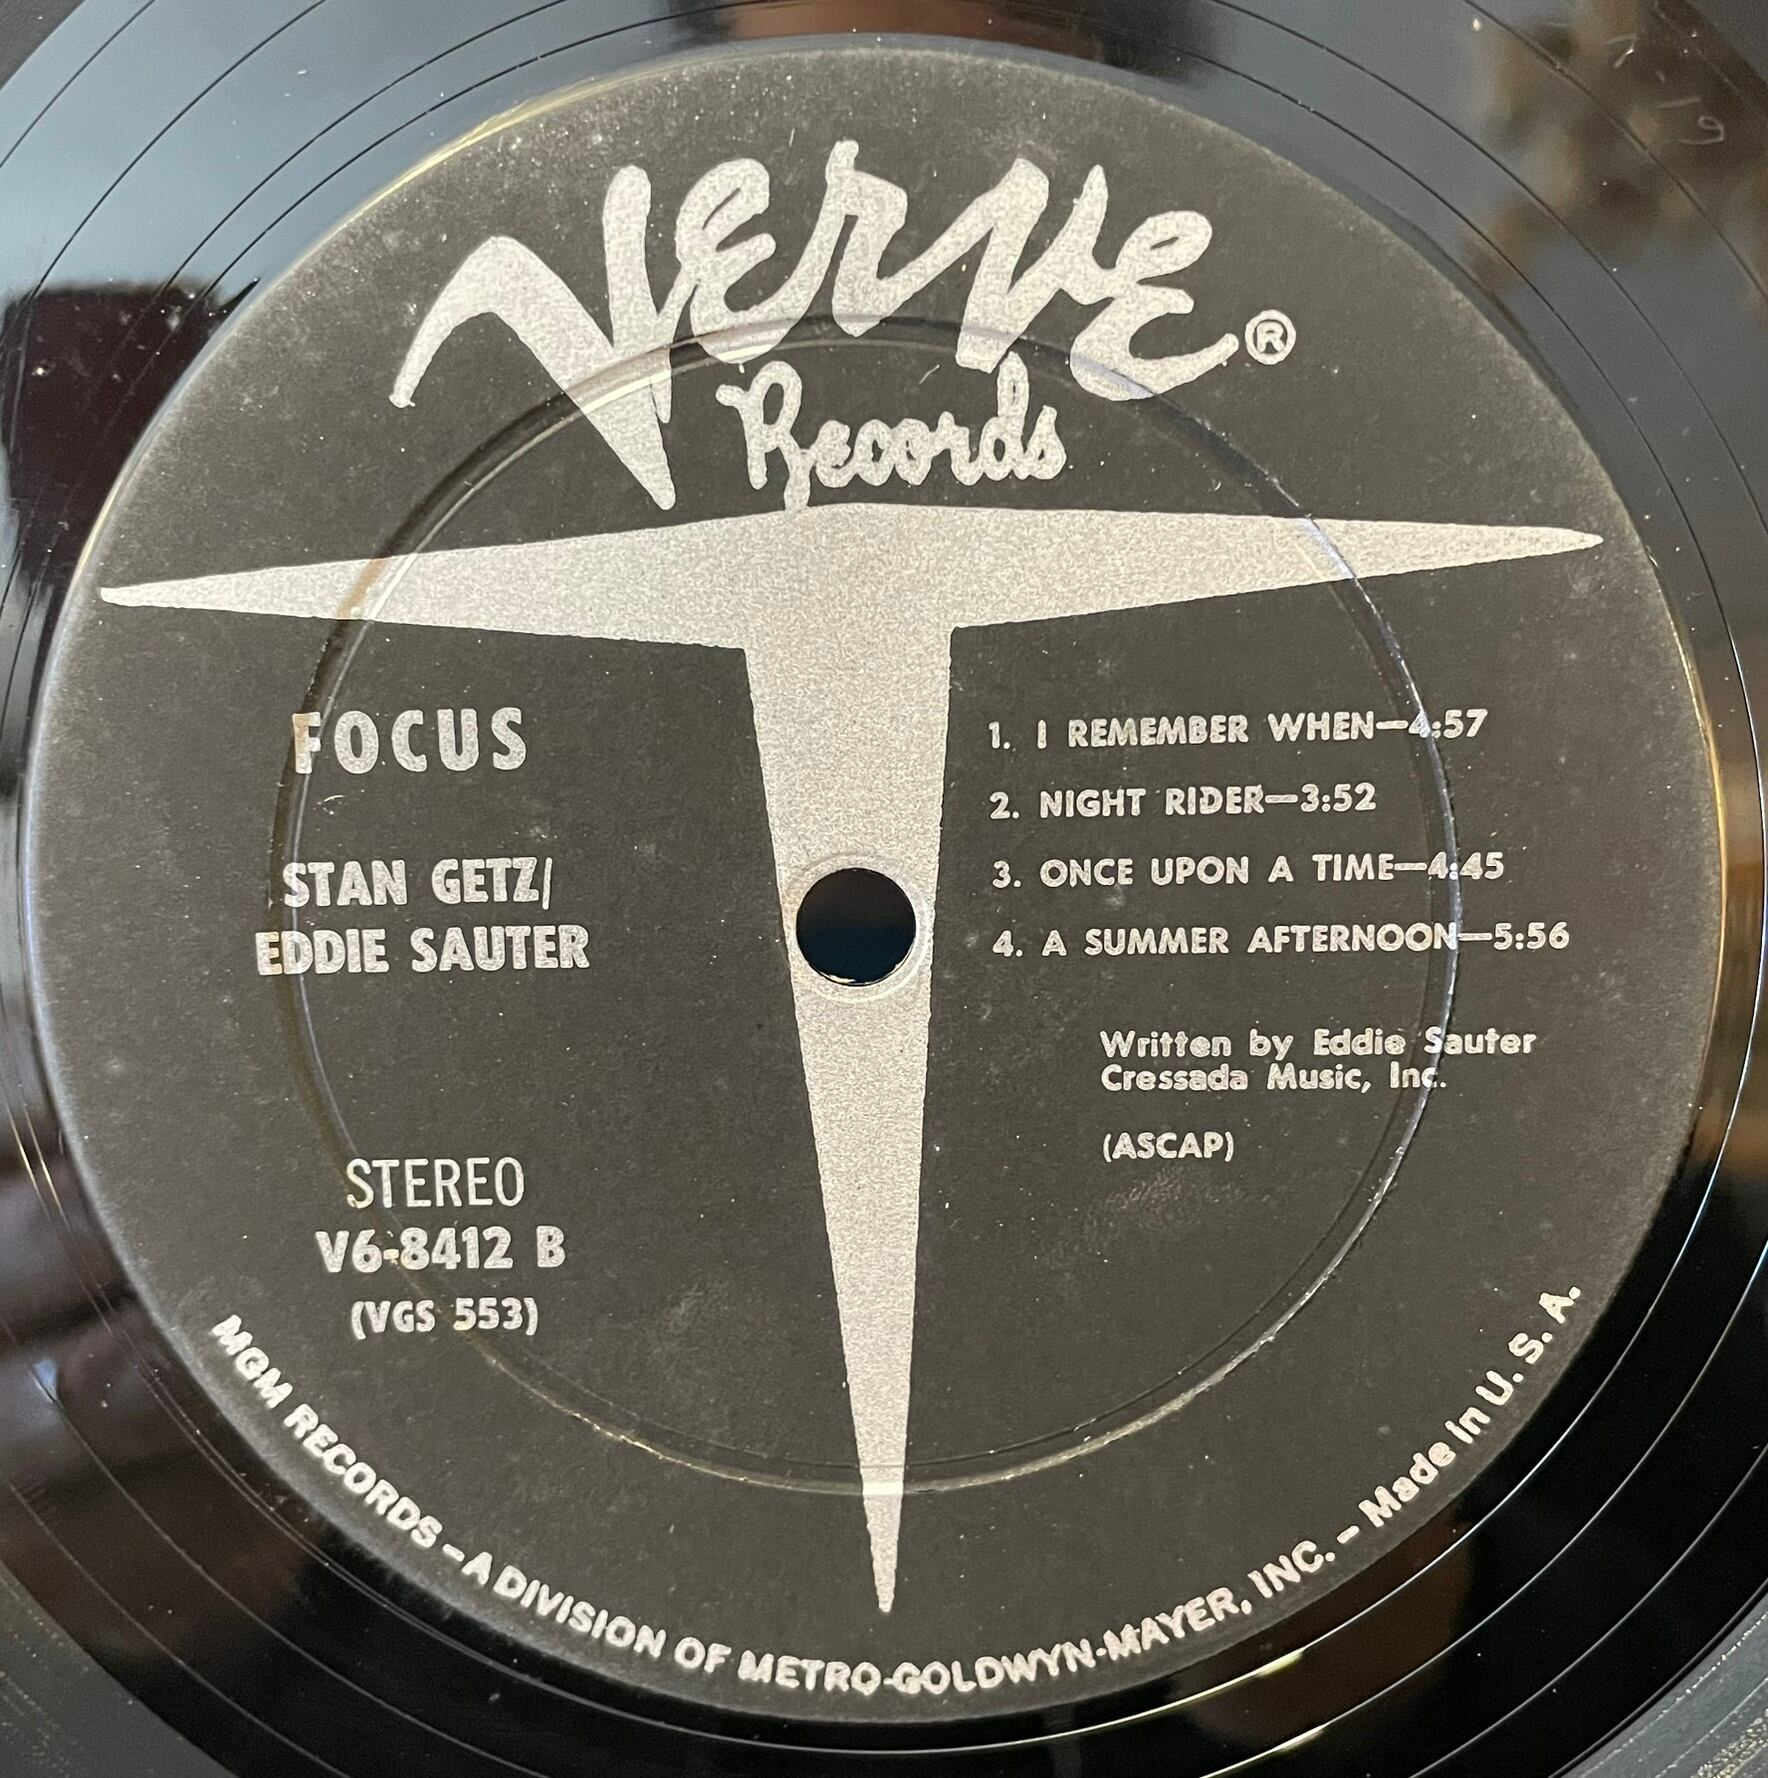 Verve®
Records
FOCUS
STAN GETZ/
EDDIE SAUTER
1. I REMEMBER WHEN—4:57
2. NIGHT RIDER—3:52
3. ONCE UPON A TIME—4:45
4. A SUMMER AFTERNOON—5:56
Written by Eddie Sauter
Cressada Music, Inc.
(ASCAP)
STEREO
V6-8412 B
(VGS 553)
MGM RECORDS – A DIVISION OF METRO-GOLDWYN-MAYER, INC. – Made in U. S. A.